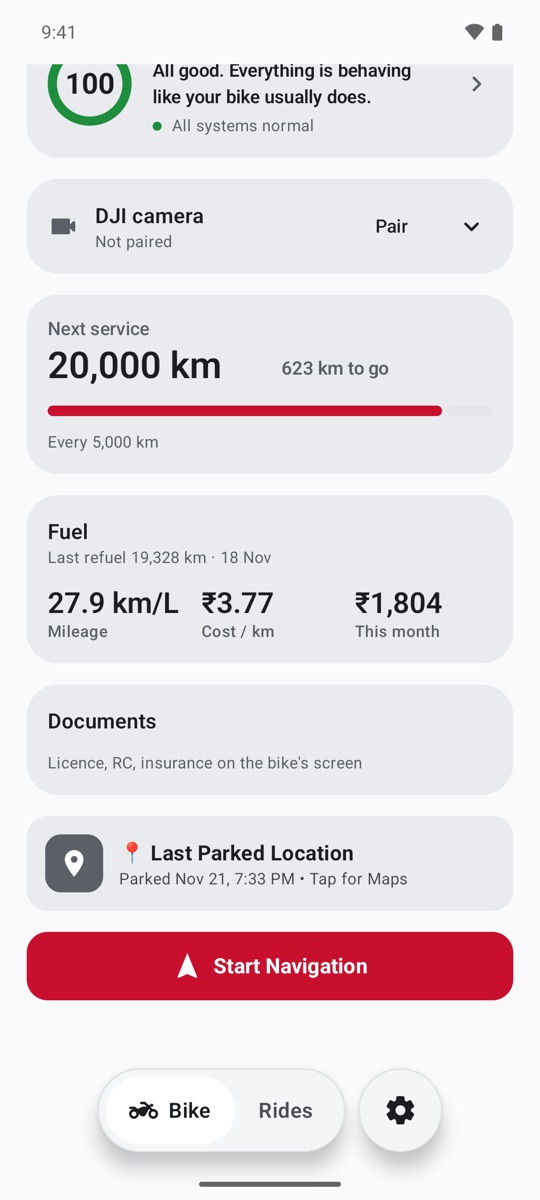 9:41
100
All good. Everything is behaving
like your bike usually does.
All systems normal
DJI camera
Not paired
Pair
Next service
20,000 km
623 km to go
Every 5,000 km
Fuel
Last refuel 19,328 km · 18 Nov
27.9 km/L ₹3.77 ₹1,804
Mileage Cost / km This month
Documents
Licence, RC, insurance on the bike's screen
📍 Last Parked Location
Parked Nov 21, 7:33 PM • Tap for Maps
Start Navigation
Bike Rides